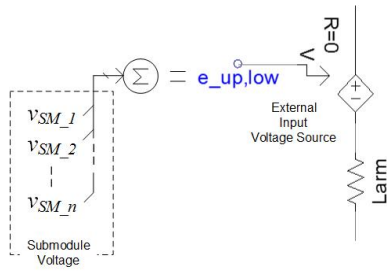 R=0
V
Σ = e_up,low
External
Input
Voltage Source
+
−
Larm
vSM_1
vSM_2
vSM_n
Submodule
Voltage